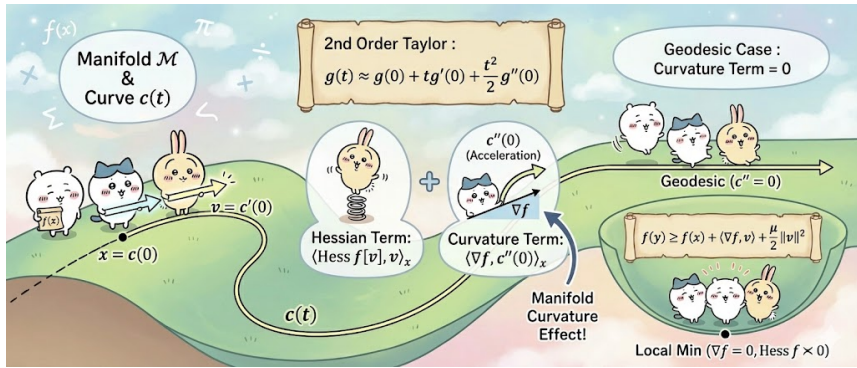 f(x)
π
÷
×
Σ
Manifold ℳ
&
Curve c(t)
2nd Order Taylor :
g(t) ≈ g(0) + tg′(0) + t²/2 g″(0)
Geodesic Case :
Curvature Term = 0
f(x)
v = c′(0)
x = c(0)
Hessian Term:
⟨Hess f[v], v⟩ₓ
+
c″(0)
(Acceleration)
∇f
Curvature Term:
⟨∇f, c″(0)⟩ₓ
Geodesic (c″ = 0)
c(t)
Manifold
Curvature
Effect!
f(y) ≥ f(x) + ⟨∇f, v⟩ + μ/2 ‖v‖²
Local Min (∇f = 0, Hess f × 0)